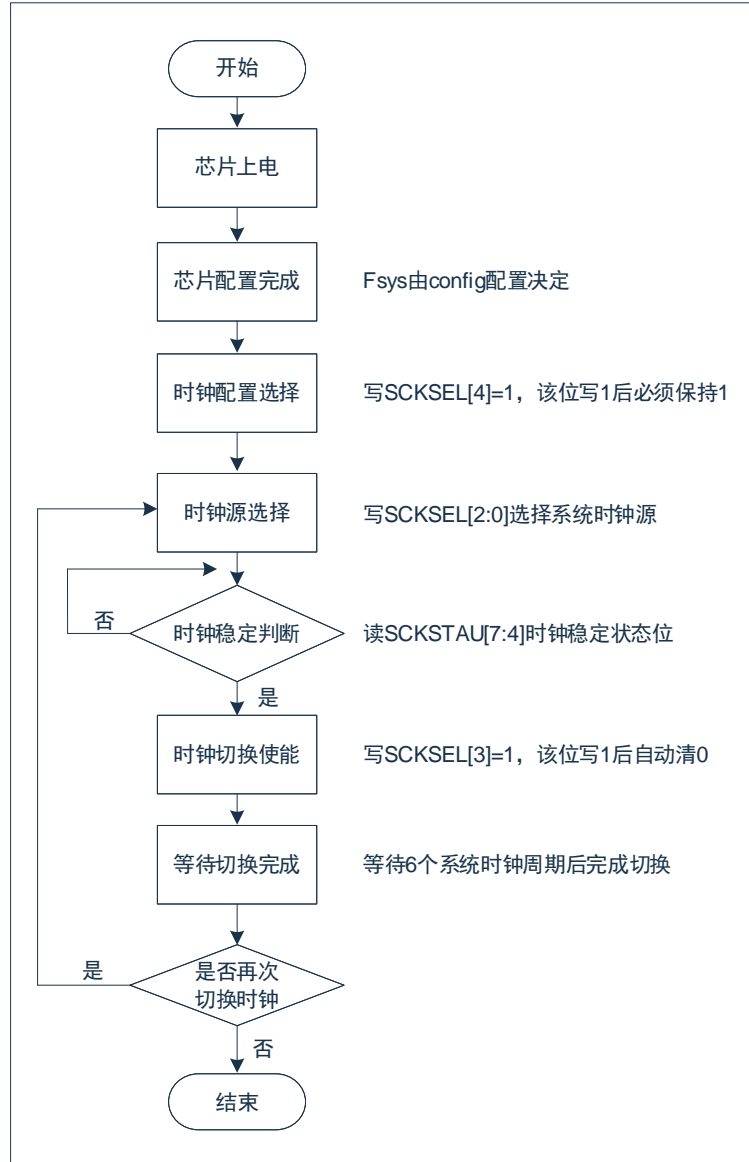 开始
芯片上电
芯片配置完成
Fsys由config配置决定
时钟配置选择
写SCKSEL[4]=1，该位写1后必须保持1
时钟源选择
写SCKSEL[2:0]选择系统时钟源
否
时钟稳定判断
读SCKSTAU[7:4]时钟稳定状态位
是
时钟切换使能
写SCKSEL[3]=1，该位写1后自动清0
等待切换完成
等待6个系统时钟周期后完成切换
是
是否再次
切换时钟
否
结束